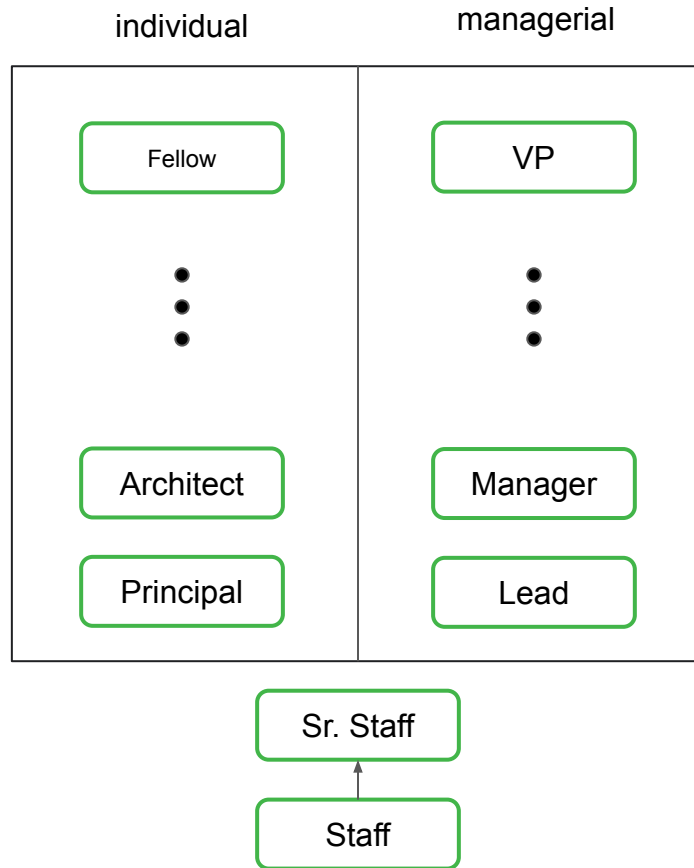 individual
managerial
Fellow
VP
Architect
Manager
Principal
Lead
Sr. Staff
Staff